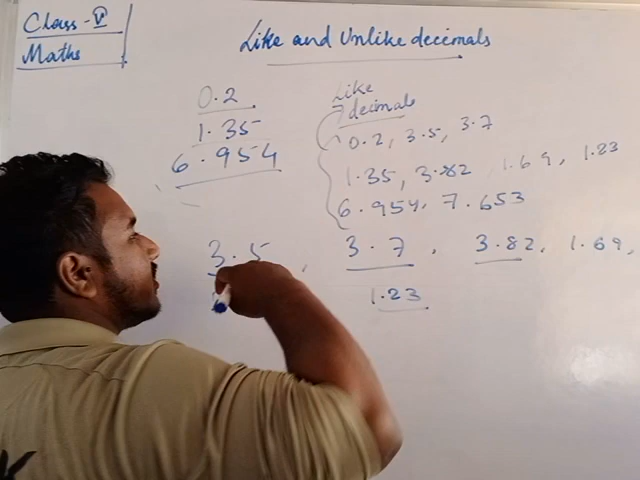 Class - V
Maths
Like and Unlike decimals
0.2
1.35
6.954
Like
decimals
0.2, 3.5, 3.7
1.35, 3.82 1.69, 1.23
6.954, 7.653
3.5, 3.7, 3.82, 1.69,
1.23